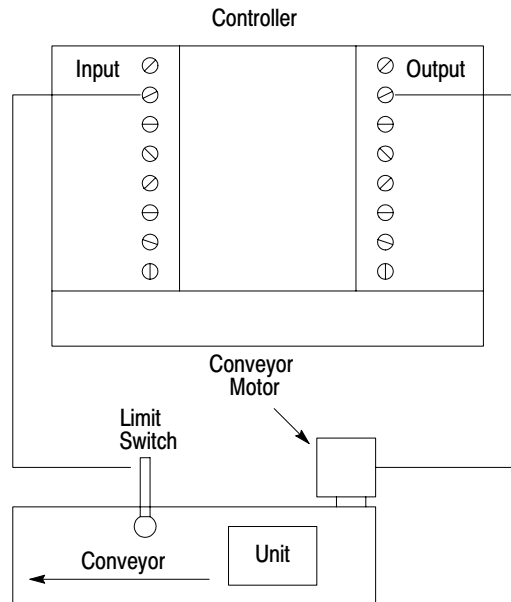 Controller
Input
Output
Conveyor
Motor
Limit
Switch
Conveyor
Unit